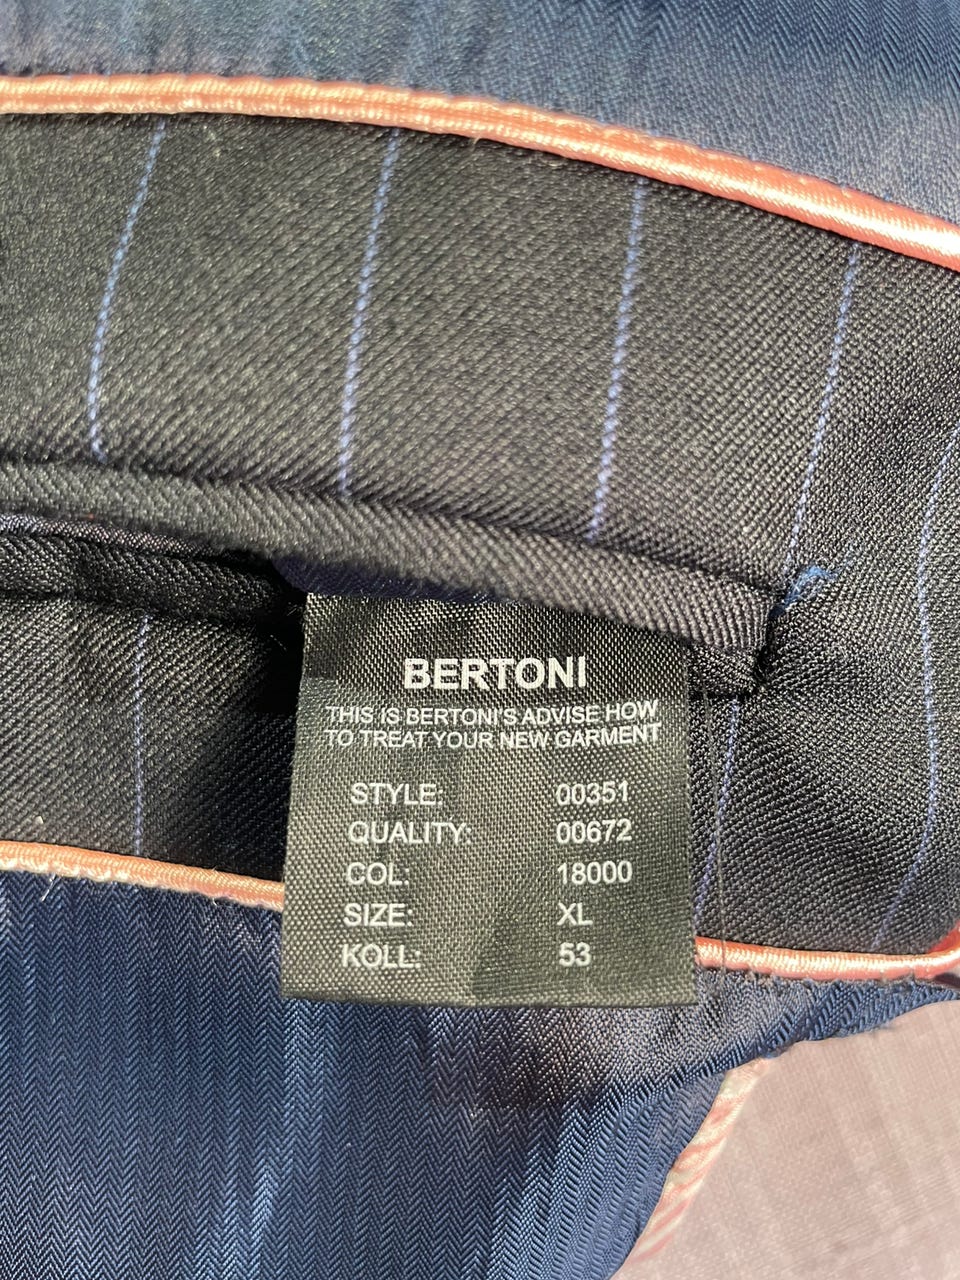 BERTONI
THIS IS BERTONI'S ADVISE HOW
TO TREAT YOUR NEW GARMENT
STYLE: 00351
QUALITY: 00672
COL: 18000
SIZE: XL
KOLL: 53